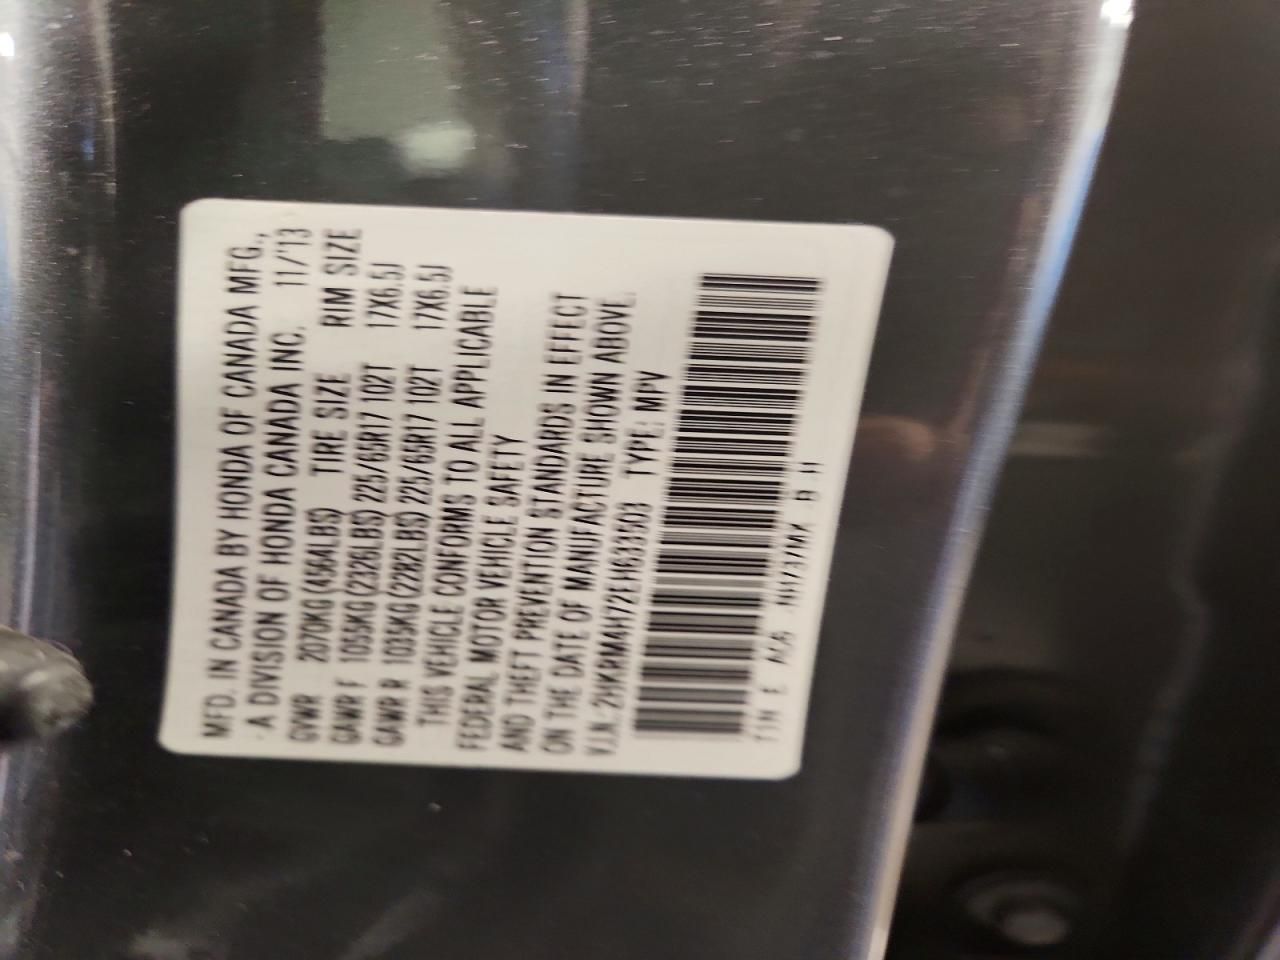 MFD. IN CANADA BY HONDA OF CANADA MFG.,
A DIVISION OF HONDA CANADA INC. 11/'13
GVWR 2070KG(4564LBS) TIRE SIZE RIM SIZE
GAWR F 1055KG(2326LBS) 225/65R17 102T 17X6.5J
GAWR R 1035KG(2282LBS) 225/65R17 102T 17X6.5J
THIS VEHICLE CONFORMS TO ALL APPLICABLE
FEDERAL MOTOR VEHICLE SAFETY
AND THEFT PREVENTION STANDARDS IN EFFECT
ON THE DATE OF MANUFACTURE SHOWN ABOVE.
V.I.N.: 2HKRM4H72EH633503 TYPE: MPV